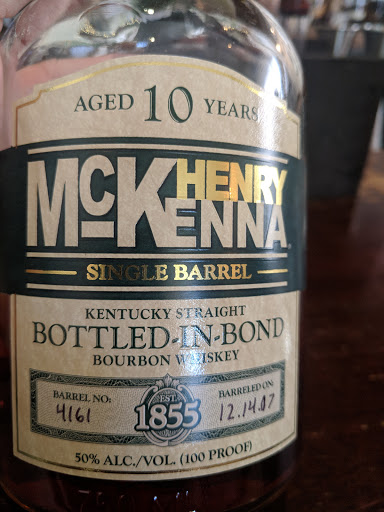 AGED 10 YEARS
HENRY
McKENNA
SINGLE BARREL
KENTUCKY STRAIGHT
BOTTLED-IN-BOND
BOURBON WHISKEY
BARREL NO:
4161
EST.
1855
BARRELED ON:
12.14.07
50% ALC./VOL. (100 PROOF)